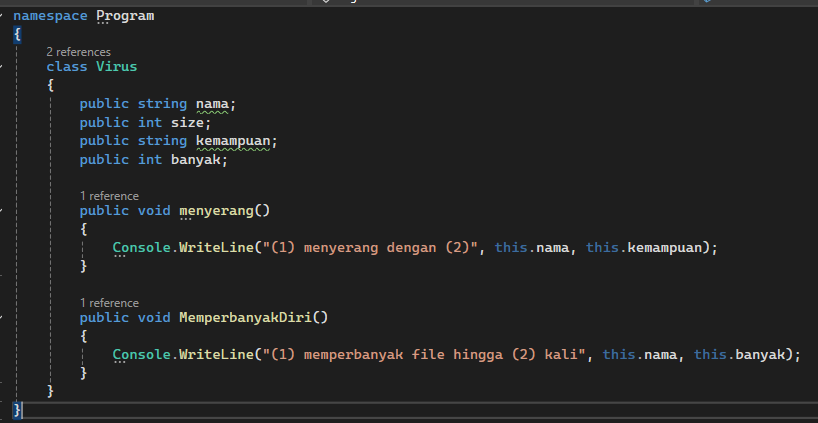 namespace Program
{
2 references
class Virus
{
public string nama;
public int size;
public string kemampuan;
public int banyak;
1 reference
public void menyerang()
{
Console.WriteLine("(1) menyerang dengan (2)", this.nama, this.kemampuan);
}
1 reference
public void MemperbanyakDiri()
{
Console.WriteLine("(1) memperbanyak file hingga (2) kali", this.nama, this.banyak);
}
}
}